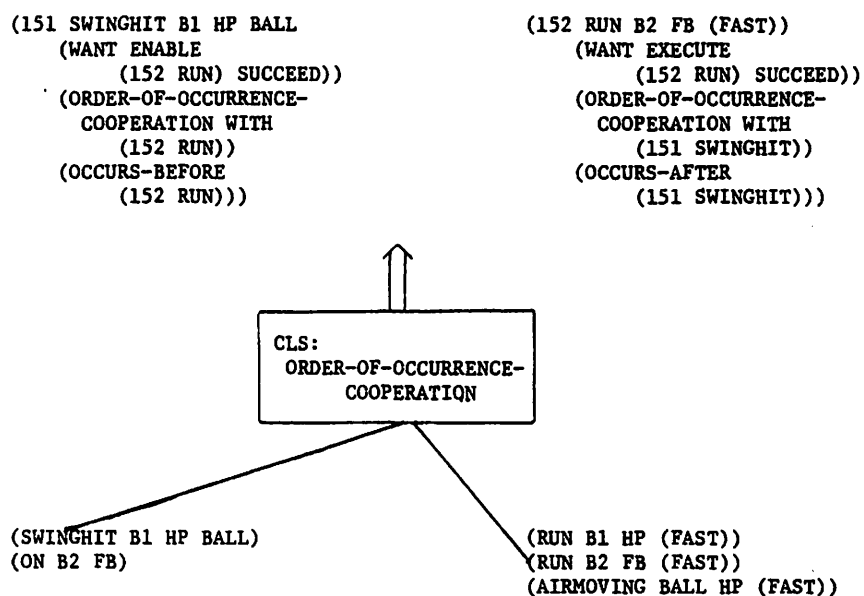 (151 SWINGHIT B1 HP BALL
(WANT ENABLE
(152 RUN) SUCCEED))
(ORDER-OF-OCCURRENCE-
COOPERATION WITH
(152 RUN))
(OCCURS-BEFORE
(152 RUN)))
(152 RUN B2 FB (FAST))
(WANT EXECUTE
(152 RUN) SUCCEED))
(ORDER-OF-OCCURRENCE-
COOPERATION WITH
(151 SWINGHIT))
(OCCURS-AFTER
(151 SWINGHIT)))
CLS:
ORDER-OF-OCCURRENCE-
COOPERATION
(SWINGHIT B1 HP BALL)
(ON B2 FB)
(RUN B1 HP (FAST))
(RUN B2 FB (FAST))
(AIRMOVING BALL HP (FAST))